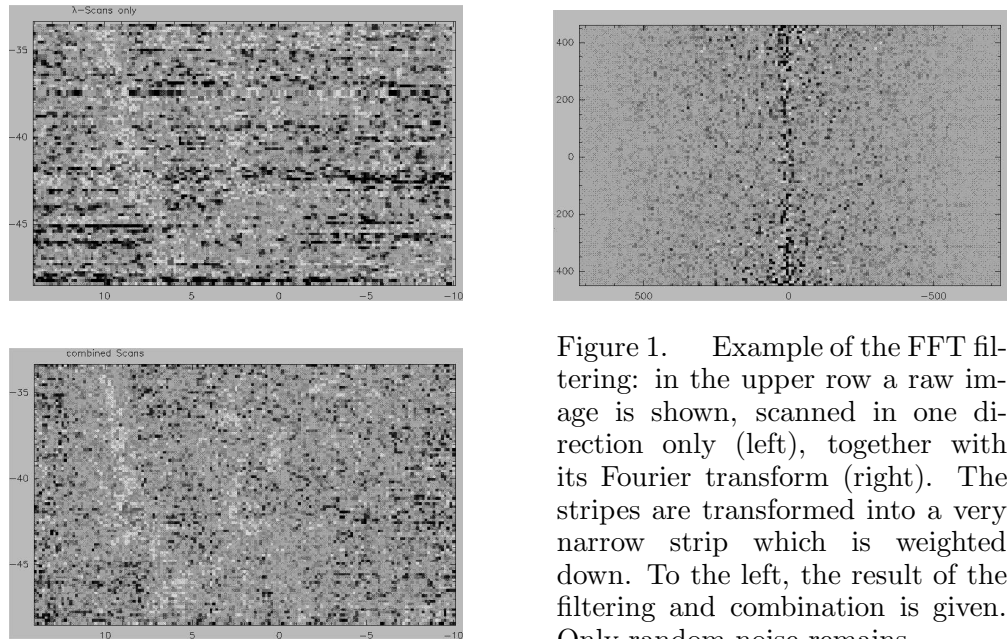 λ-Scans only
-35
-40
-45
10 5 0 -5 -10
400
200
0
200
400
500 0 -500
combined Scans
-35
-40
-45
10 5 0 -5 -10
Figure 1. Example of the FFT fil-
tering: in the upper row a raw im-
age is shown, scanned in one di-
rection only (left), together with
its Fourier transform (right). The
stripes are transformed into a very
narrow strip which is weighted
down. To the left, the result of the
filtering and combination is given.
Only random noise remains